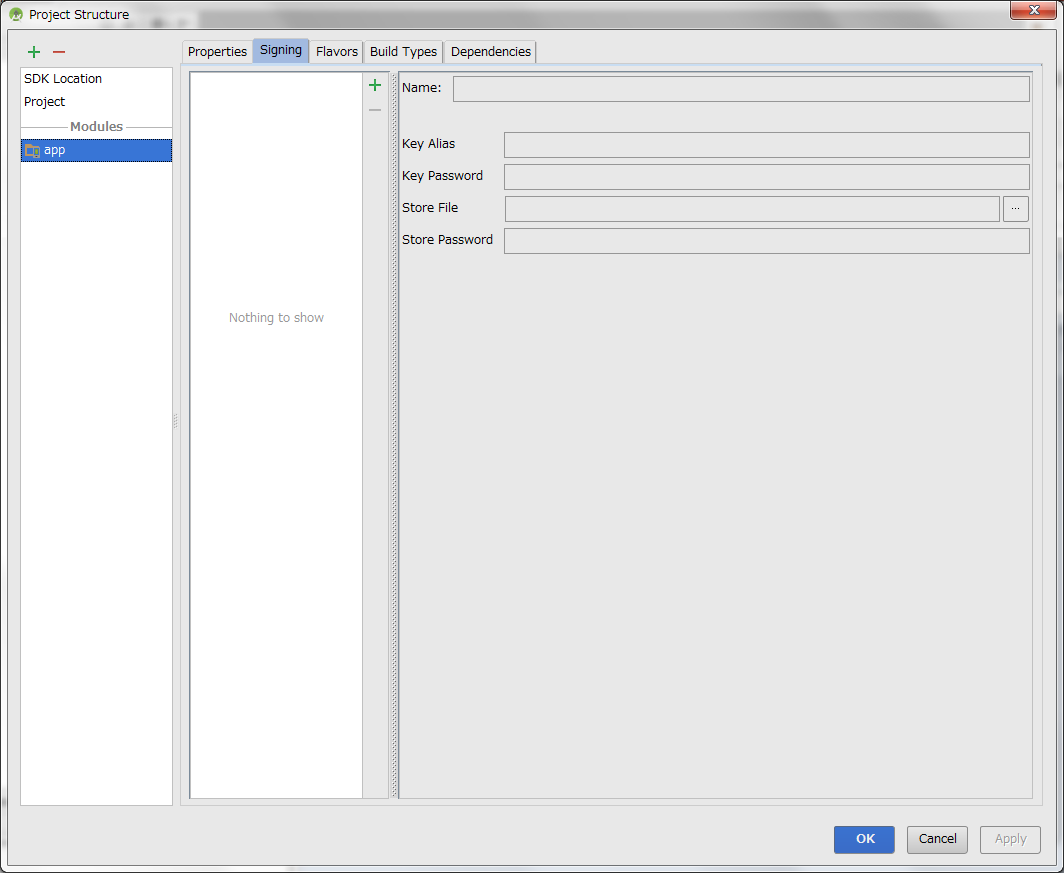 Project Structure
SDK Location
Project
Modules
app
Properties
Signing
Flavors
Build Types
Dependencies
Nothing to show
Name:
Key Alias
Key Password
Store File
...
Store Password
OK
Cancel
Apply